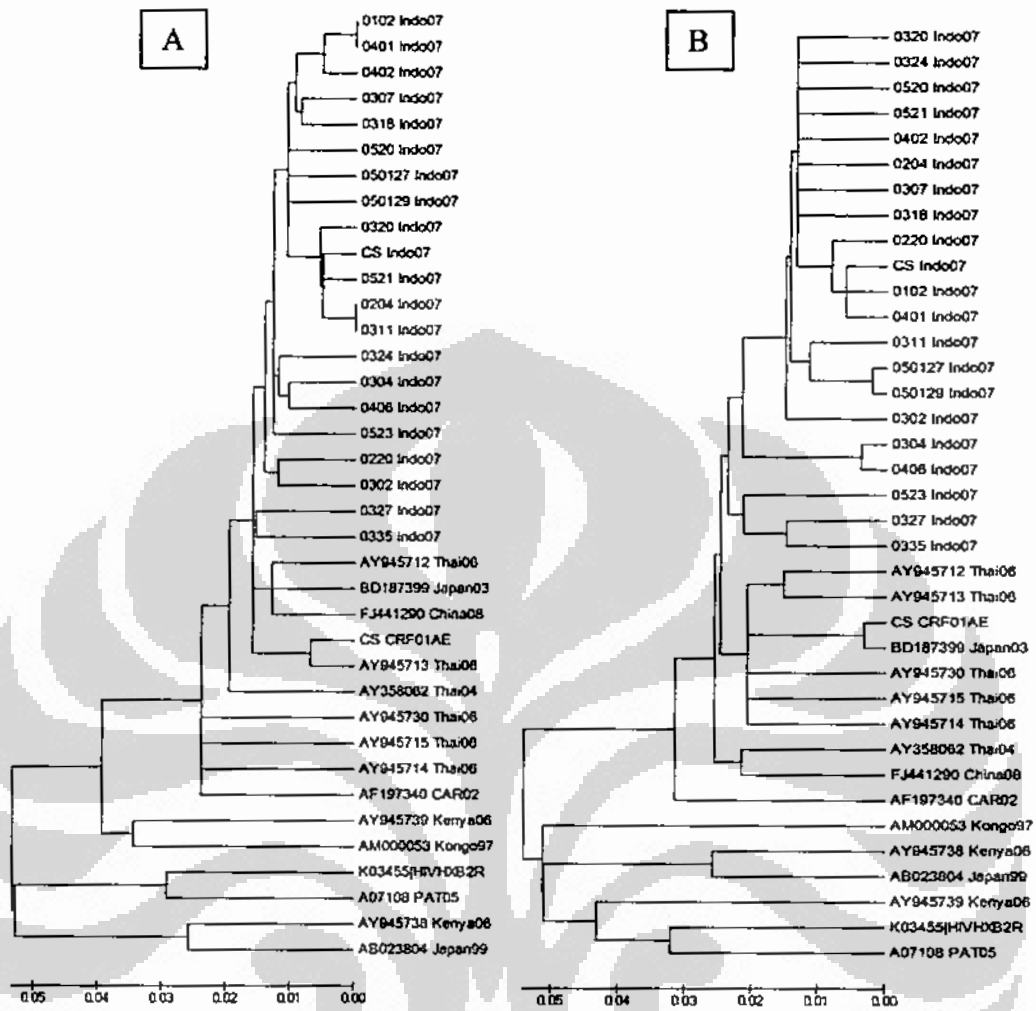 A
0102 Indo07
0401 Indo07
0402 Indo07
0307 Indo07
0318 Indo07
0520 Indo07
050127 Indo07
050129 Indo07
0320 Indo07
CS Indo07
0521 Indo07
0204 Indo07
0311 Indo07
0324 Indo07
0304 Indo07
0406 Indo07
0523 Indo07
0220 Indo07
0302 Indo07
0327 Indo07
0335 Indo07
AY945712 Thai06
BD187399 Japan03
FJ441290 China08
CS CRF01AE
AY945713 Thai06
AY358062 Thai04
AY945730 Thai06
AY945715 Thai06
AY945714 Thai06
AF197340 CAR02
AY945739 Kenya06
AM000053 Kongo97
K03455|HIVHXB2R
A07108 PAT05
AY945738 Kenya06
AB023804 Japan99
0.05 0.04 0.03 0.02 0.01 0.00
B
0320 Indo07
0324 Indo07
0520 Indo07
0521 Indo07
0402 Indo07
0204 Indo07
0307 Indo07
0318 Indo07
0220 Indo07
CS Indo07
0102 Indo07
0401 Indo07
0311 Indo07
050127 Indo07
050129 Indo07
0302 Indo07
0304 Indo07
0406 Indo07
0523 Indo07
0327 Indo07
0335 Indo07
AY945712 Thai06
AY945713 Thai06
CS CRF01AE
BD187399 Japan03
AY945730 Thai06
AY945715 Thai06
AY945714 Thai06
AY358062 Thai04
FJ441290 China08
AF197340 CAR02
AM000053 Kongo97
AY945738 Kenya06
AB023804 Japan99
AY945739 Kenya06
K03455|HIVHXB2R
A07108 PAT05
0.05 0.04 0.03 0.02 0.01 0.00